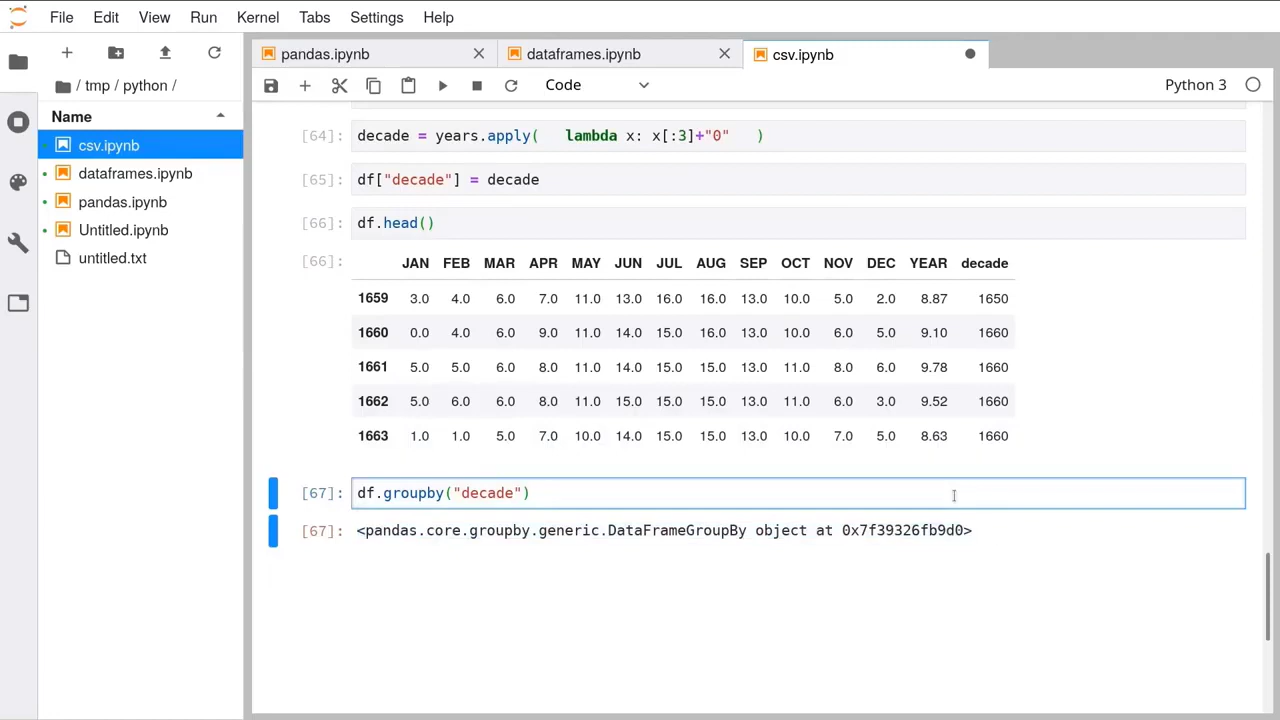 File Edit View Run Kernel Tabs Settings Help
pandas.ipynb
dataframes.ipynb
csv.ipynb
/ tmp / python /
Code
Python 3
Name
csv.ipynb
dataframes.ipynb
pandas.ipynb
Untitled.ipynb
untitled.txt
[64]: decade = years.apply(   lambda x: x[:3]+"0"   )
[65]: df["decade"] = decade
[66]: df.head()
[66]:
JAN FEB MAR APR MAY JUN JUL AUG SEP OCT NOV DEC YEAR decade
1659 3.0 4.0 6.0 7.0 11.0 13.0 16.0 16.0 13.0 10.0 5.0 2.0 8.87 1650
1660 0.0 4.0 6.0 9.0 11.0 14.0 15.0 16.0 13.0 10.0 6.0 5.0 9.10 1660
1661 5.0 5.0 6.0 8.0 11.0 14.0 15.0 15.0 13.0 11.0 8.0 6.0 9.78 1660
1662 5.0 6.0 6.0 8.0 11.0 15.0 15.0 15.0 13.0 11.0 6.0 3.0 9.52 1660
1663 1.0 1.0 5.0 7.0 10.0 14.0 15.0 15.0 13.0 10.0 7.0 5.0 8.63 1660
[67]: df.groupby("decade")
[67]: <pandas.core.groupby.generic.DataFrameGroupBy object at 0x7f39326fb9d0>